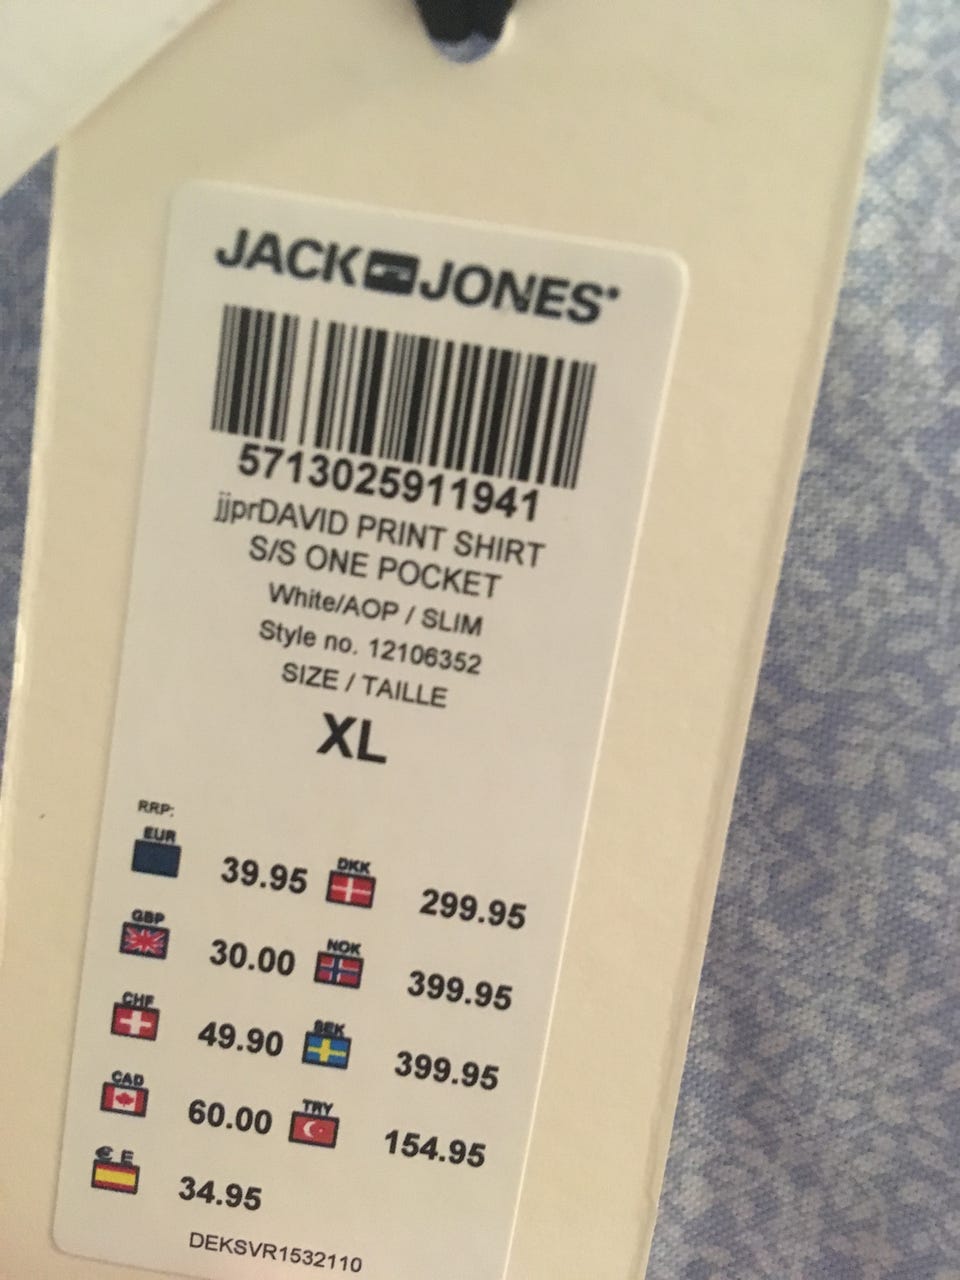 JACK JONES
5713025911941
jjprDAVID PRINT SHIRT
S/S ONE POCKET
White/AOP / SLIM
Style no. 12106352
SIZE / TAILLE
XL
RRP:
EUR 39.95 DKK 299.95
GBP 30.00 NOK 399.95
CHF 49.90 SEK 399.95
CAD 60.00 TRY 154.95
€ E 34.95
DEKSVR1532110